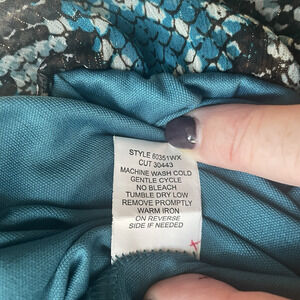 STYLE 60351WX
CUT 30443
MACHINE WASH COLD
GENTLE CYCLE
NO BLEACH
TUMBLE DRY LOW
REMOVE PROMPTLY
WARM IRON
ON REVERSE
SIDE IF NEEDED